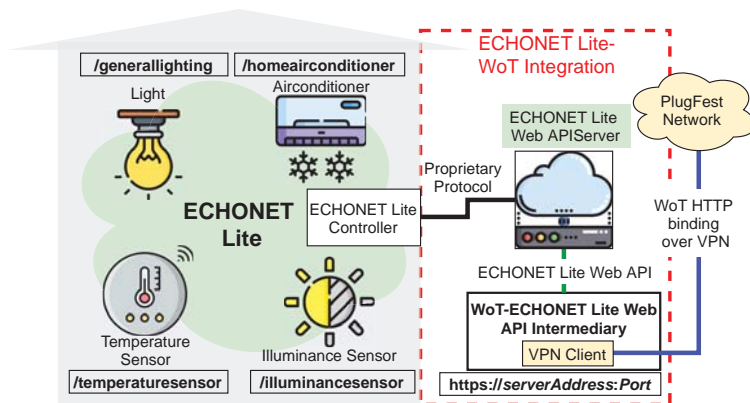 ECHONET Lite-
WoT Integration
/generallighting
/homeairconditioner
Light
Airconditioner
PlugFest
Network
ECHONET Lite
Web APIServer
Proprietary
Protocol
ECHONET
Lite
ECHONET Lite
Controller
WoT HTTP
binding
over VPN
ECHONET Lite Web API
WoT-ECHONET Lite Web
API Intermediary
VPN Client
Temperature
Sensor
Illuminance Sensor
/temperaturesensor
/illuminancesensor
https://serverAddress:Port